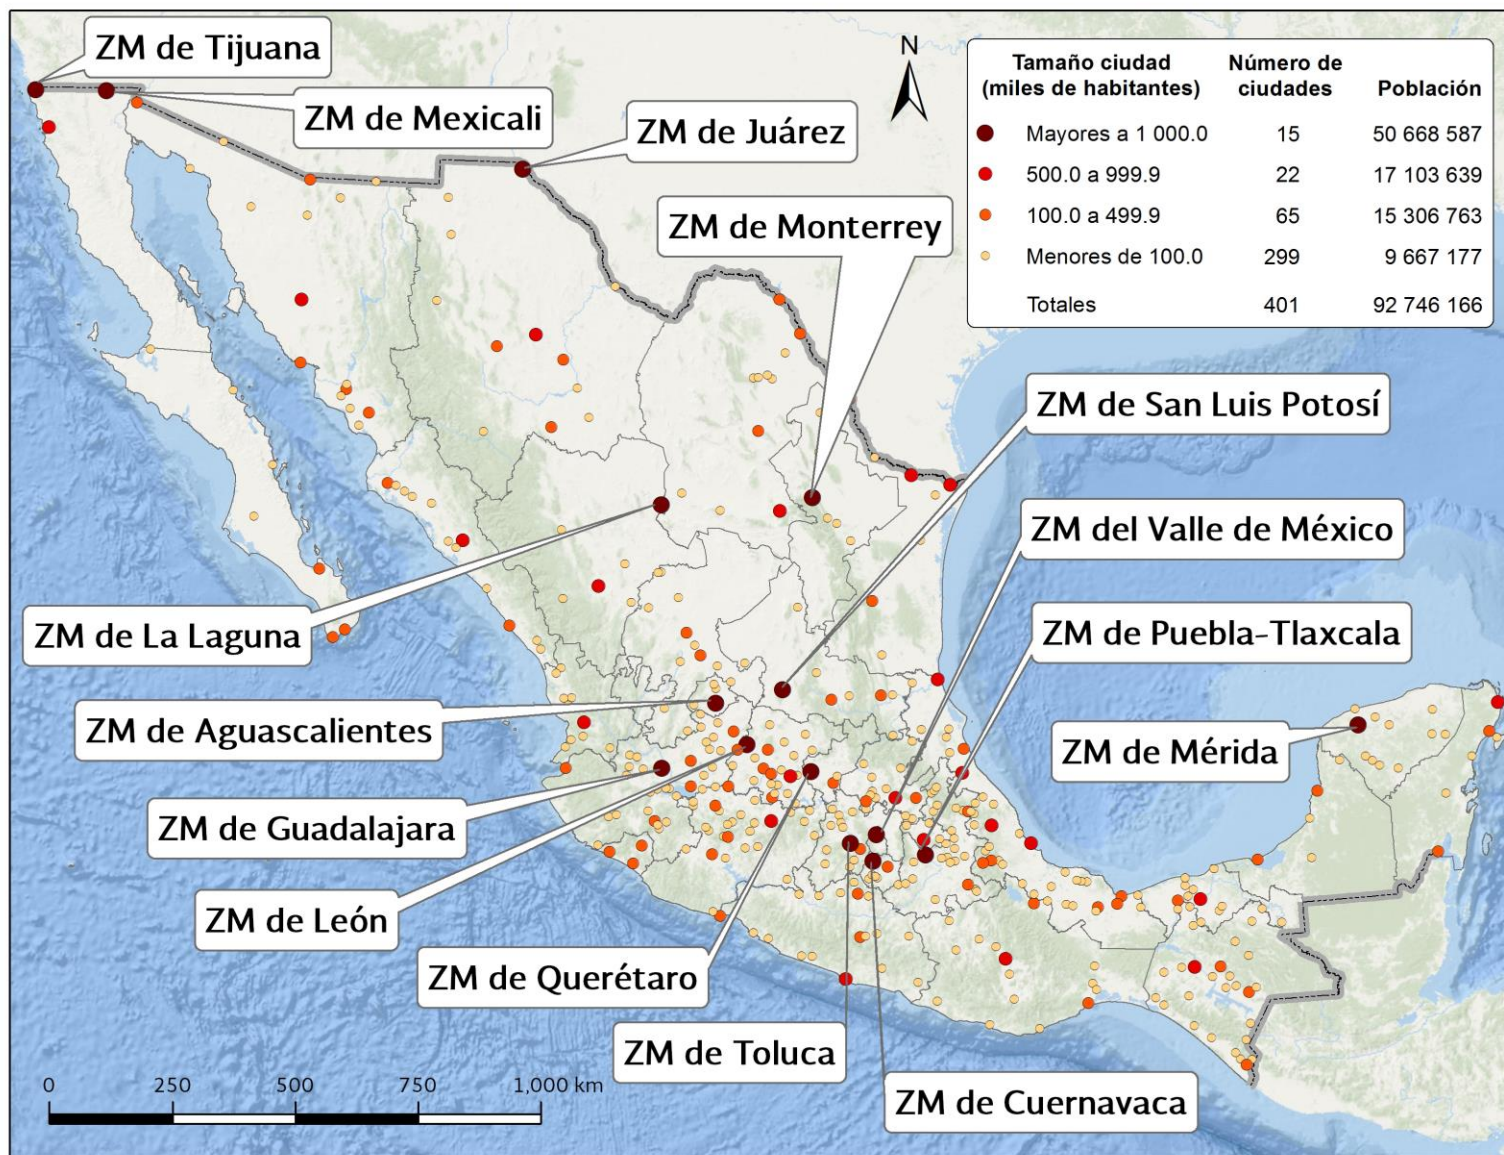 ZM de Tijuana
ZM de Mexicali
ZM de Juárez
ZM de Monterrey
N
Tamaño ciudad Número de
(miles de habitantes) ciudades Población
Mayores a 1 000.0 15 50 668 587
500.0 a 999.9 22 17 103 639
100.0 a 499.9 65 15 306 763
Menores de 100.0 299 9 667 177
Totales 401 92 746 166
ZM de San Luis Potosí
ZM del Valle de México
ZM de Puebla-Tlaxcala
ZM de La Laguna
ZM de Aguascalientes
ZM de Mérida
ZM de Guadalajara
ZM de León
ZM de Querétaro
ZM de Toluca
ZM de Cuernavaca
0 250 500 750 1,000 km